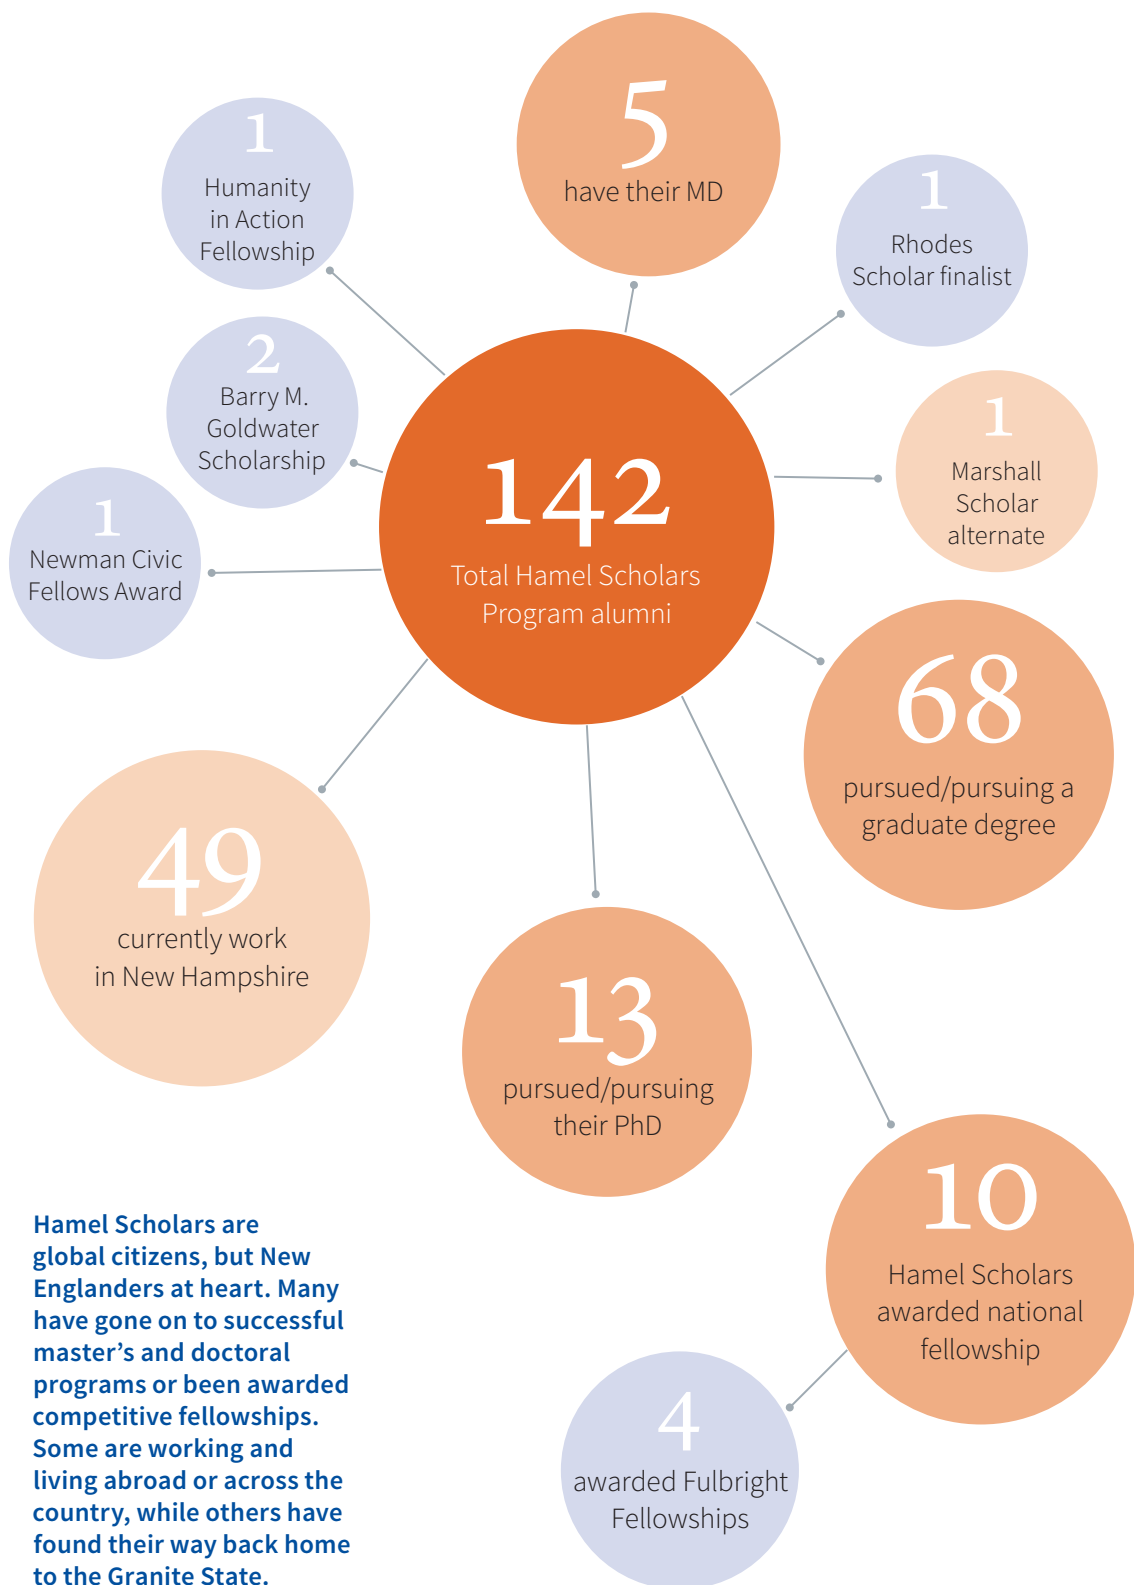 5
have their MD
1
Humanity
in Action
Fellowship
1
Rhodes
Scholar finalist
2
Barry M.
Goldwater
Scholarship
1
Marshall
Scholar
alternate
142
Total Hamel Scholars
Program alumni
1
Newman Civic
Fellows Award
68
pursued/pursuing a
graduate degree
49
currently work
in New Hampshire
13
pursued/pursuing
their PhD
10
Hamel Scholars
awarded national
fellowship
4
awarded Fulbright
Fellowships
Hamel Scholars are
global citizens, but New
Englanders at heart. Many
have gone on to successful
master’s and doctoral
programs or been awarded
competitive fellowships.
Some are working and
living abroad or across the
country, while others have
found their way back home
to the Granite State.